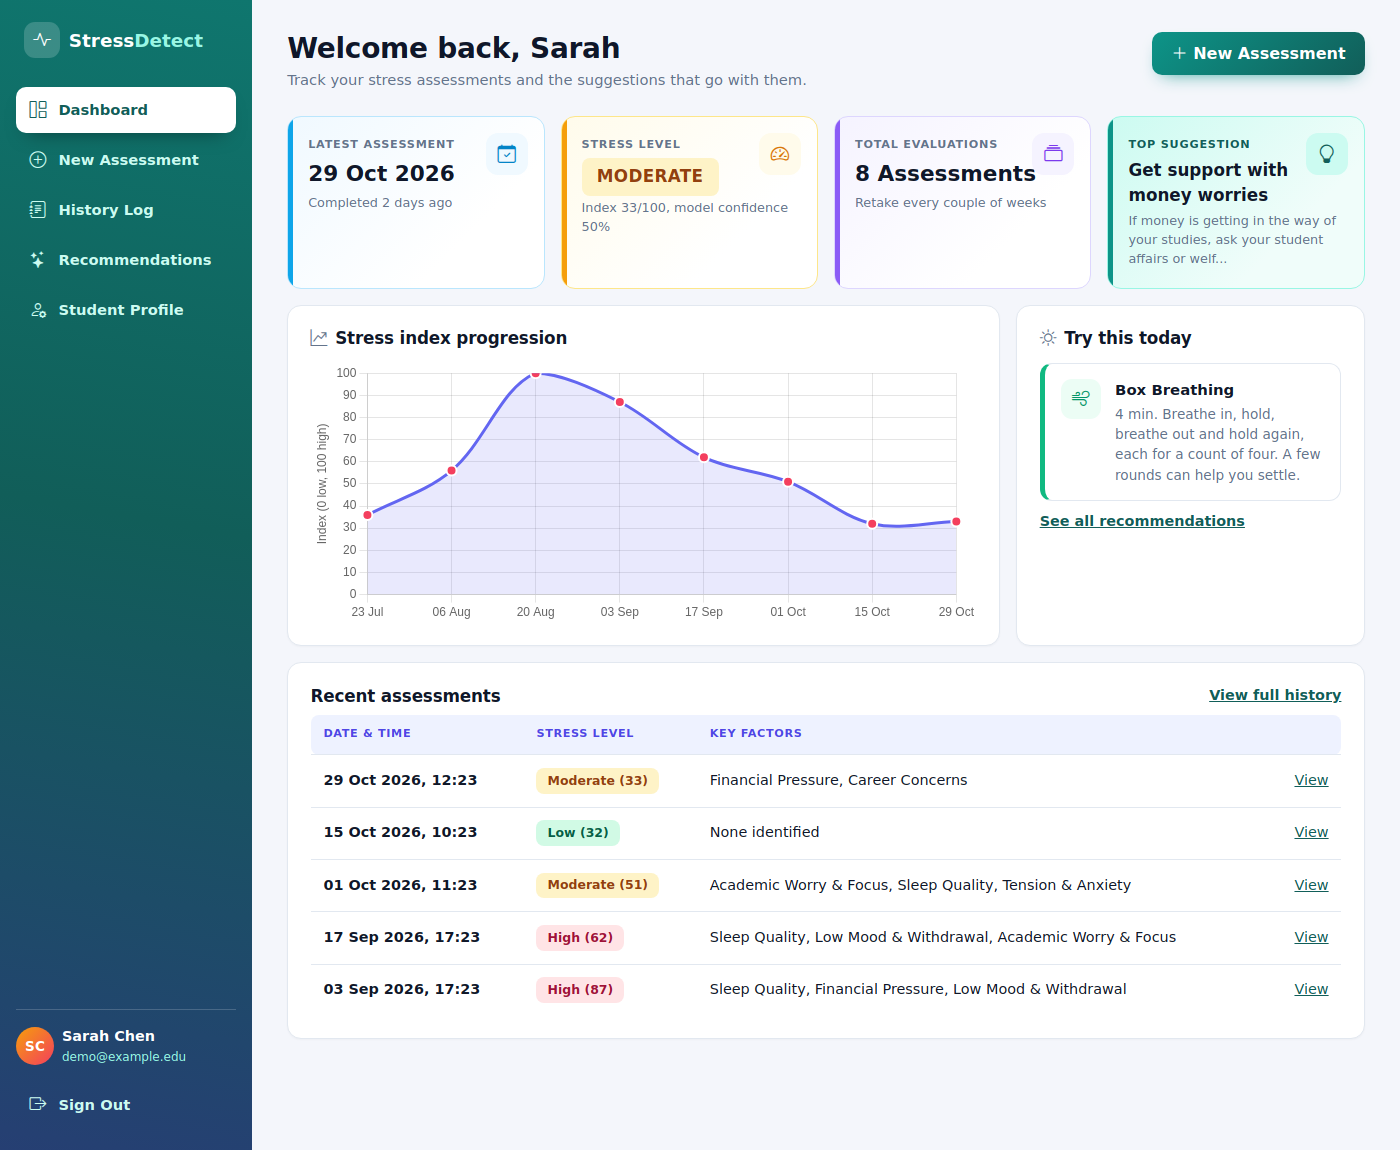 StressDetect
Dashboard
New Assessment
History Log
Recommendations
Student Profile
SC
Sarah Chen
demo@example.edu
Sign Out
Welcome back, Sarah
Track your stress assessments and the suggestions that go with them.
+ New Assessment
LATEST ASSESSMENT
29 Oct 2026
Completed 2 days ago
STRESS LEVEL
MODERATE
Index 33/100, model confidence
50%
TOTAL EVALUATIONS
8 Assessments
Retake every couple of weeks
TOP SUGGESTION
Get support with
money worries
If money is getting in the way of
your studies, ask your student
affairs or welf...
Stress index progression
Index (0 low, 100 high)
100
90
80
70
60
50
40
30
20
10
0
23 Jul 06 Aug 20 Aug 03 Sep 17 Sep 01 Oct 15 Oct 29 Oct
Try this today
Box Breathing
4 min. Breathe in, hold,
breathe out and hold again,
each for a count of four. A few
rounds can help you settle.
See all recommendations
Recent assessments
View full history
DATE & TIME STRESS LEVEL KEY FACTORS
29 Oct 2026, 12:23 Moderate (33) Financial Pressure, Career Concerns View
15 Oct 2026, 10:23 Low (32) None identified View
01 Oct 2026, 11:23 Moderate (51) Academic Worry & Focus, Sleep Quality, Tension & Anxiety View
17 Sep 2026, 17:23 High (62) Sleep Quality, Low Mood & Withdrawal, Academic Worry & Focus View
03 Sep 2026, 17:23 High (87) Sleep Quality, Financial Pressure, Low Mood & Withdrawal View